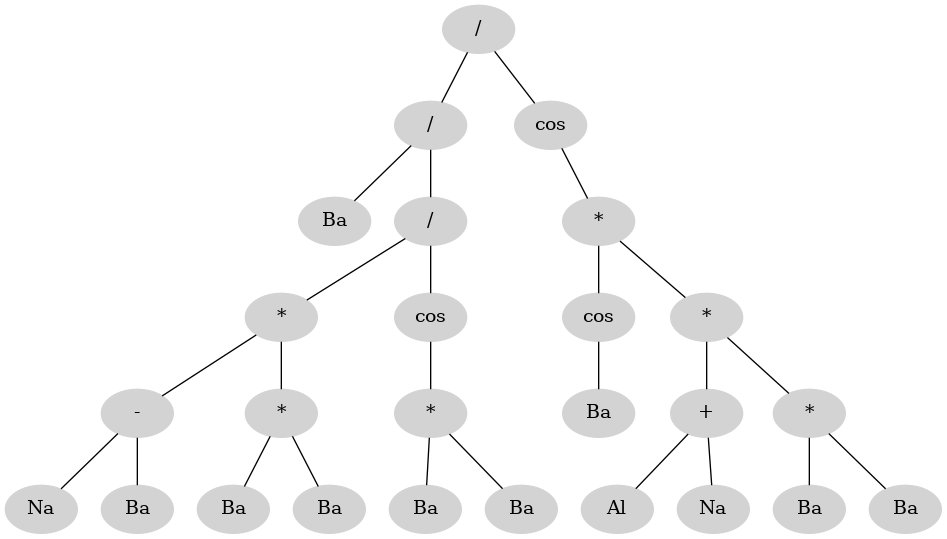 /
/ cos
Ba / *
* cos cos *
- * * Ba + *
Na Ba Ba Ba Ba Ba Al Na Ba Ba